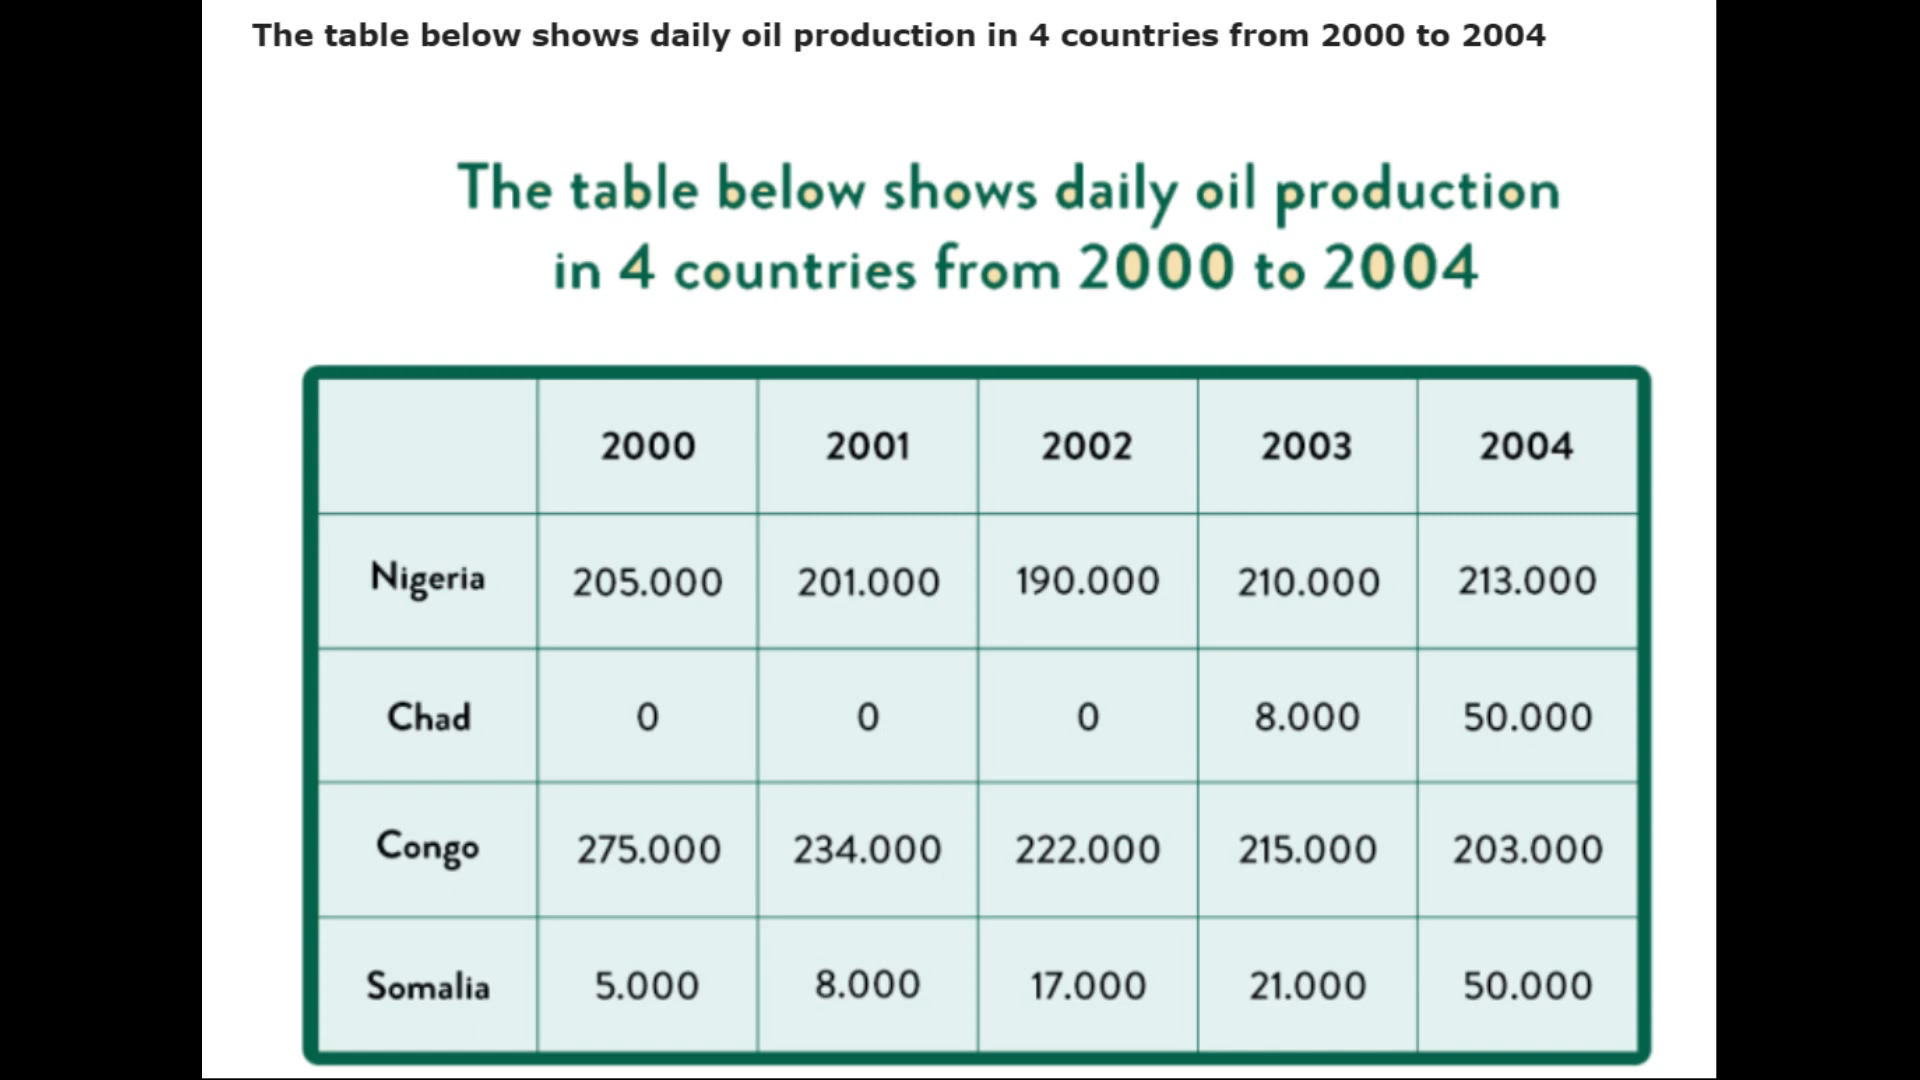 The table below shows daily oil production in 4 countries from 2000 to 2004
The table below shows daily oil production
in 4 countries from 2000 to 2004
2000 2001 2002 2003 2004
Nigeria 205.000 201.000 190.000 210.000 213.000
Chad 0 0 0 8.000 50.000
Congo 275.000 234.000 222.000 215.000 203.000
Somalia 5.000 8.000 17.000 21.000 50.000